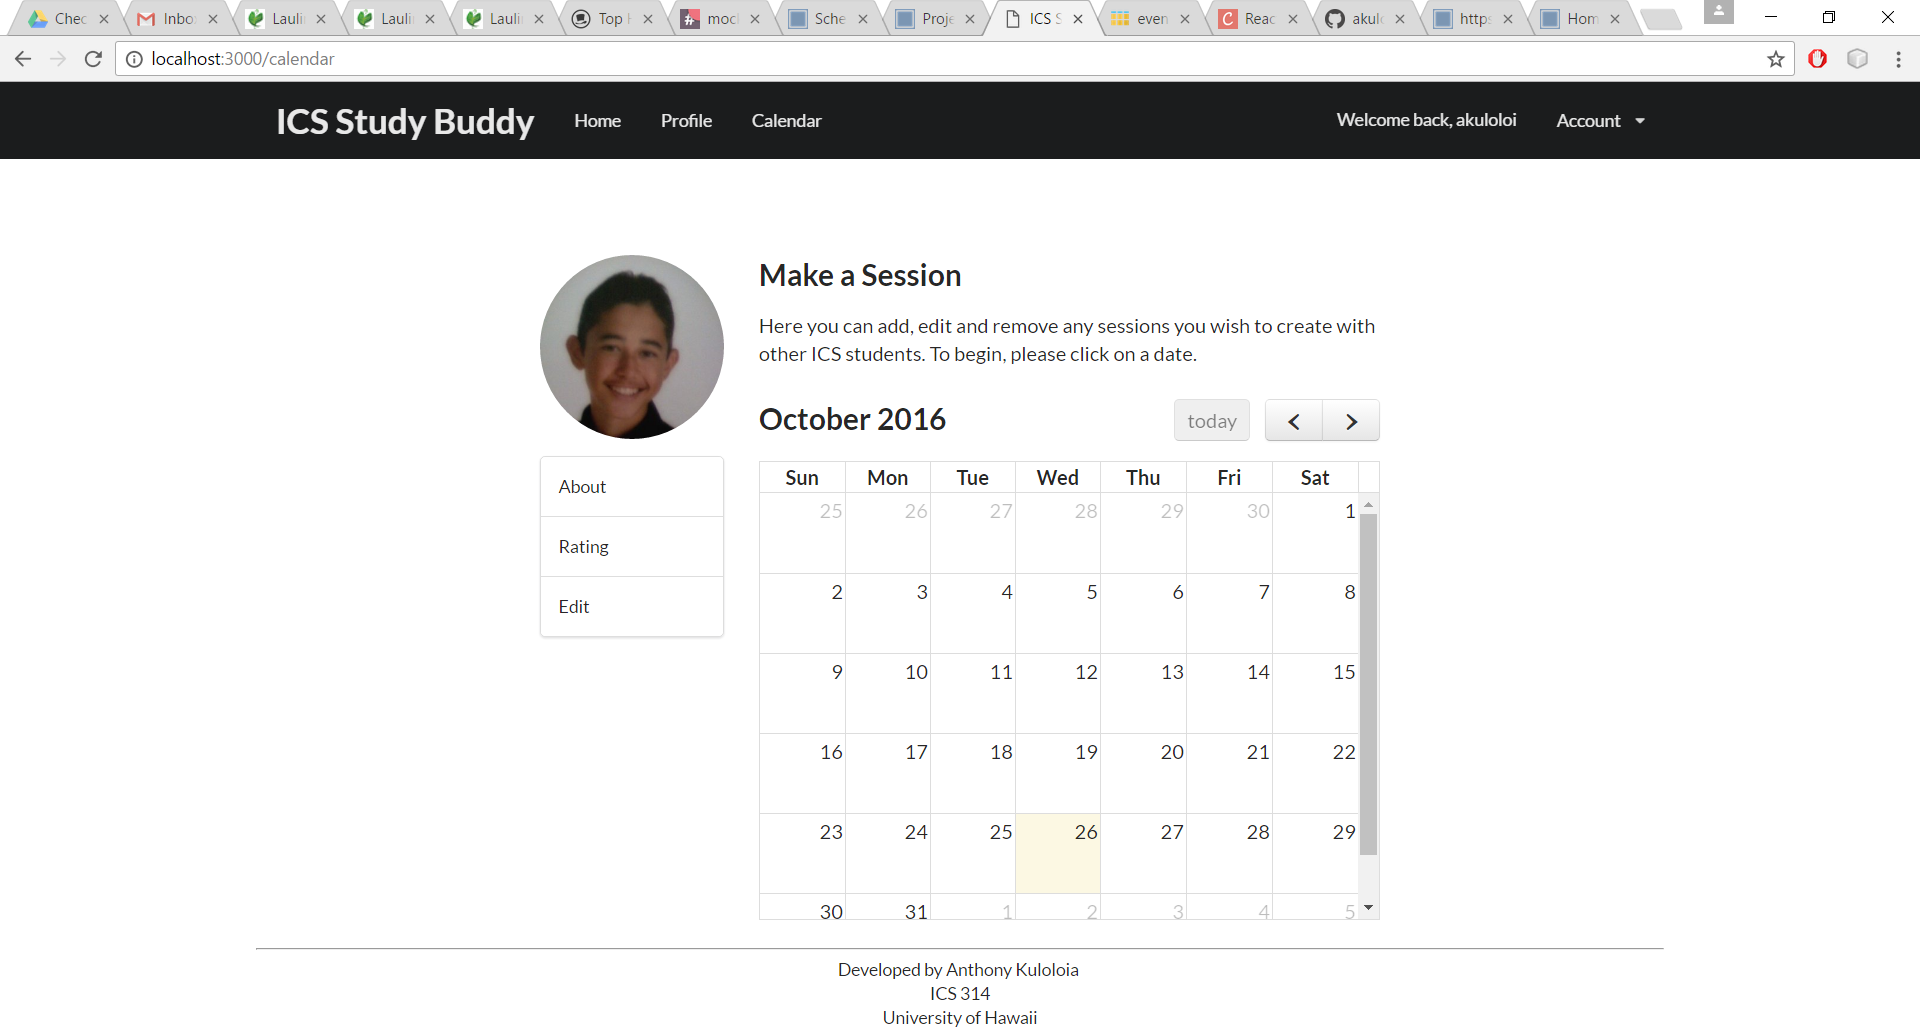 Chec
Inbo
Laulii
Laulii
Laulii
Top
moc
Sche
Proje
ICS S
even
Reac
akulo
http
Hom
localhost:3000/calendar
ICS Study Buddy Home Profile Calendar Welcome back, akuloloi Account
Make a Session
Here you can add, edit and remove any sessions you wish to create with
other ICS students. To begin, please click on a date.
About
Rating
Edit
October 2016 today
Sun Mon Tue Wed Thu Fri Sat
25 26 27 28 29 30 1
2 3 4 5 6 7 8
9 10 11 12 13 14 15
16 17 18 19 20 21 22
23 24 25 26 27 28 29
30 31 1 2 3 4 5
Developed by Anthony Kuloloia
ICS 314
University of Hawaii